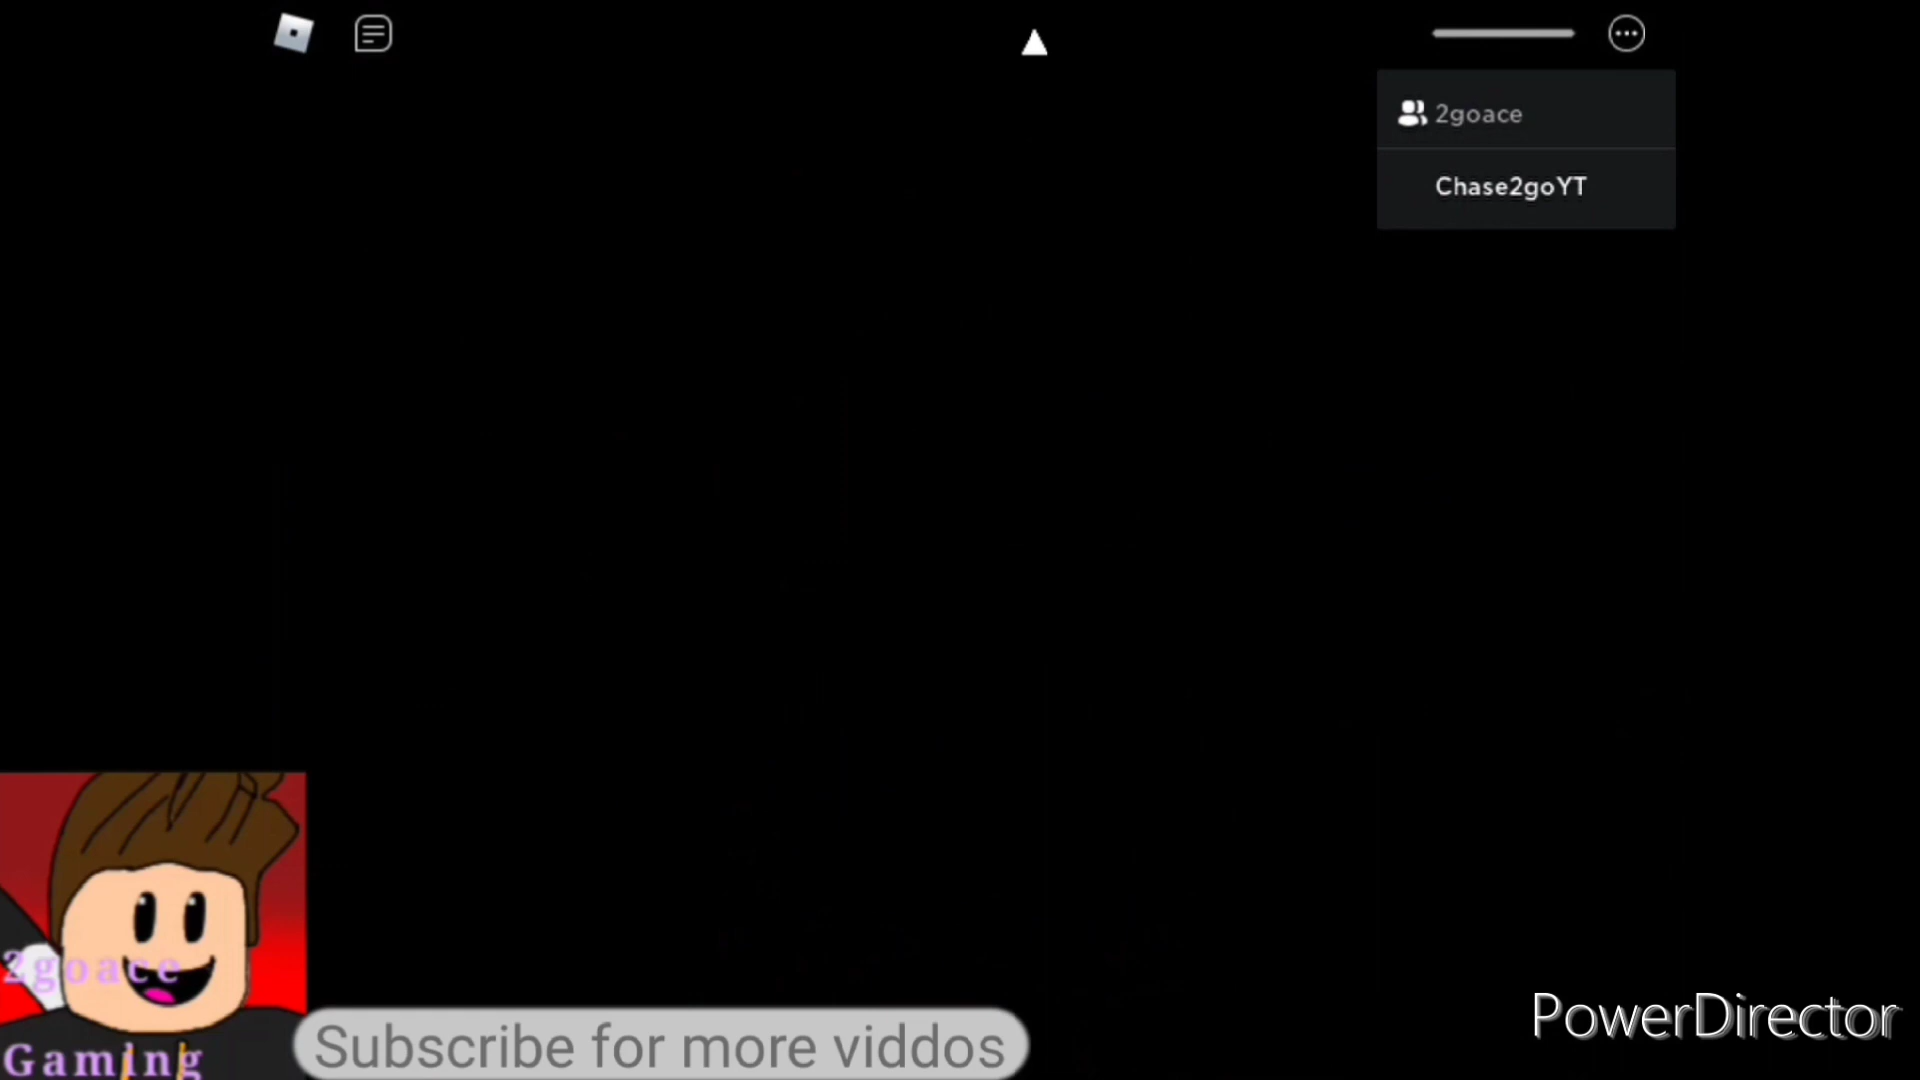 2goace
Chase2goYT
2goace
Gaming
Subscribe for more viddos
PowerDirector